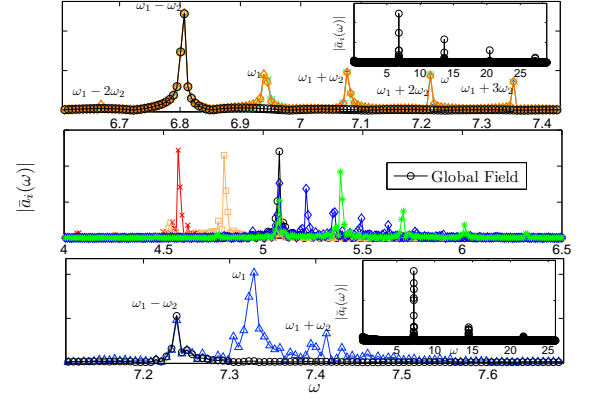 ω₁ − ω₂
|ā_i(ω)|
5 10 15 20 25
ω
ω₁ − 2ω₂
ω₁
ω₁ + ω₂
ω₁ + 2ω₂
ω₁ + 3ω₂
6.7 6.8 6.9 7 7.1 7.2 7.3 7.4
|ā_i(ω)|
Global Field
4 4.5 5 5.5 6 6.5
ω₁ − ω₂
ω₁
ω₁ + ω₂
|ā_i(ω)|
5 10 15 20 25
ω
7.2 7.3 7.4 7.5 7.6
ω